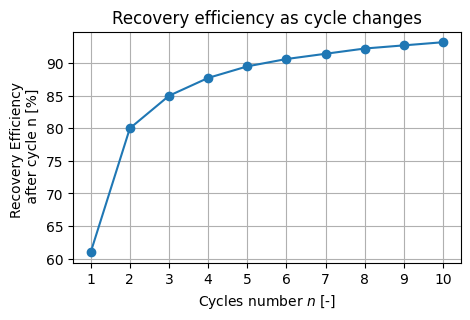 Recovery efficiency as cycle changes
Recovery Efficiency
after cycle n [%]
90
85
80
75
70
65
60
1 2 3 4 5 6 7 8 9 10
Cycles number n [-]